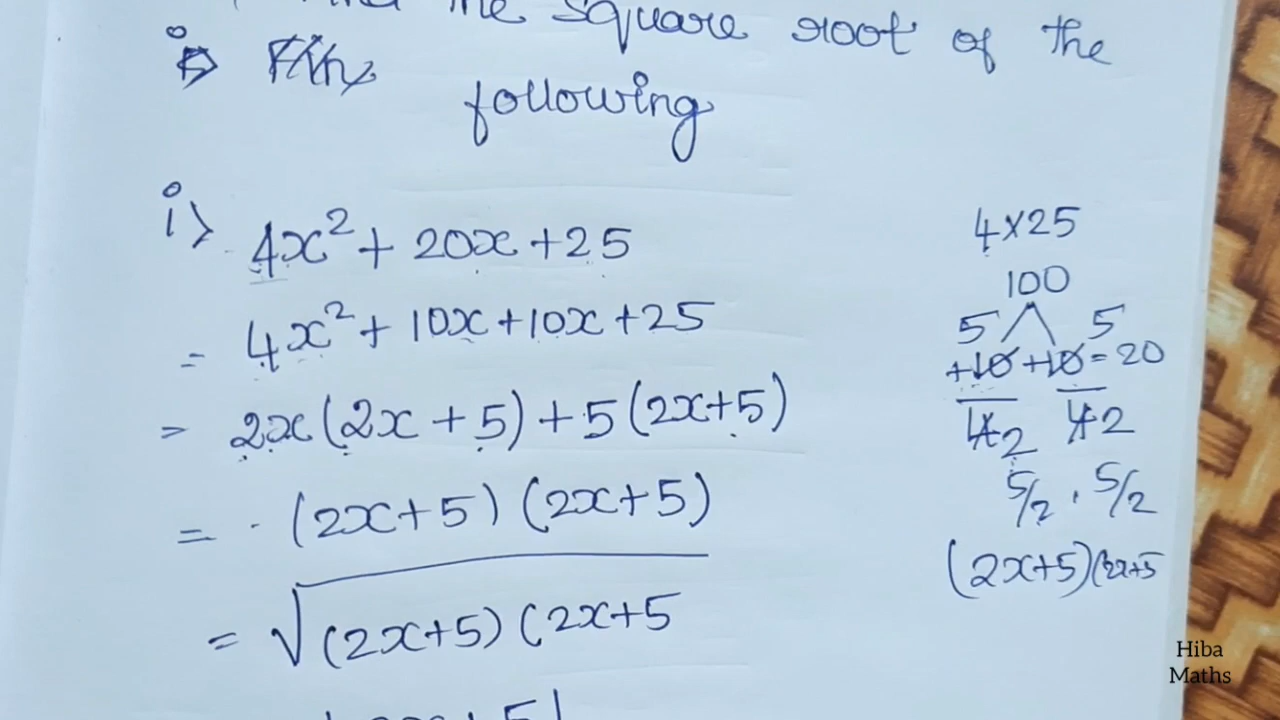 the square root of the
following
i) 4x² + 20x + 25
= 4x² + 10x + 10x + 25
= 2x(2x + 5) + 5(2x+5)
= (2x+5) (2x+5)
= √(2x+5) (2x+5
4×25
100
5 5
+10 +10 = 20
4 2 4 2
5/2 , 5/2
(2x+5)(2x+5
Hiba
Maths